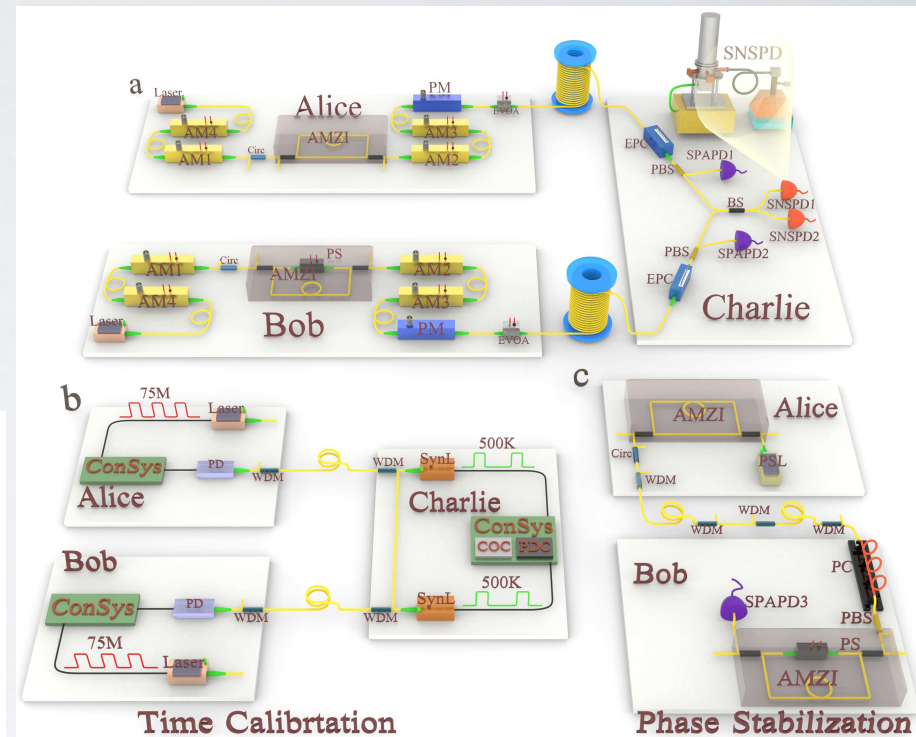 a
SNSPD
Laser
Alice
PM
AM4
AMZI
AM3
EVOA
AM1
Circ
AM2
EPC
SPAPD1
PBS
BS
SNSPD1
SNSPD2
AM1
Circ
PS
AM2
PBS
SPAPD2
AMZI
AM4
AM3
EPC
Laser
Bob
PM
EVOA
Charlie
b
75M
Laser
ConSys
PD
WDM
Alice
WDM
SynL
500K
Charlie
ConSys
COC
PDC
Bob
ConSys
PD
WDM
WDM
SynL
500K
75M
Laser
Time Calibrtation
c
AMZI
Alice
Circ
PSL
WDM
WDM
WDM
WDM
Bob
PC
SPAPD3
PBS
PS
AMZI
Phase Stabilization